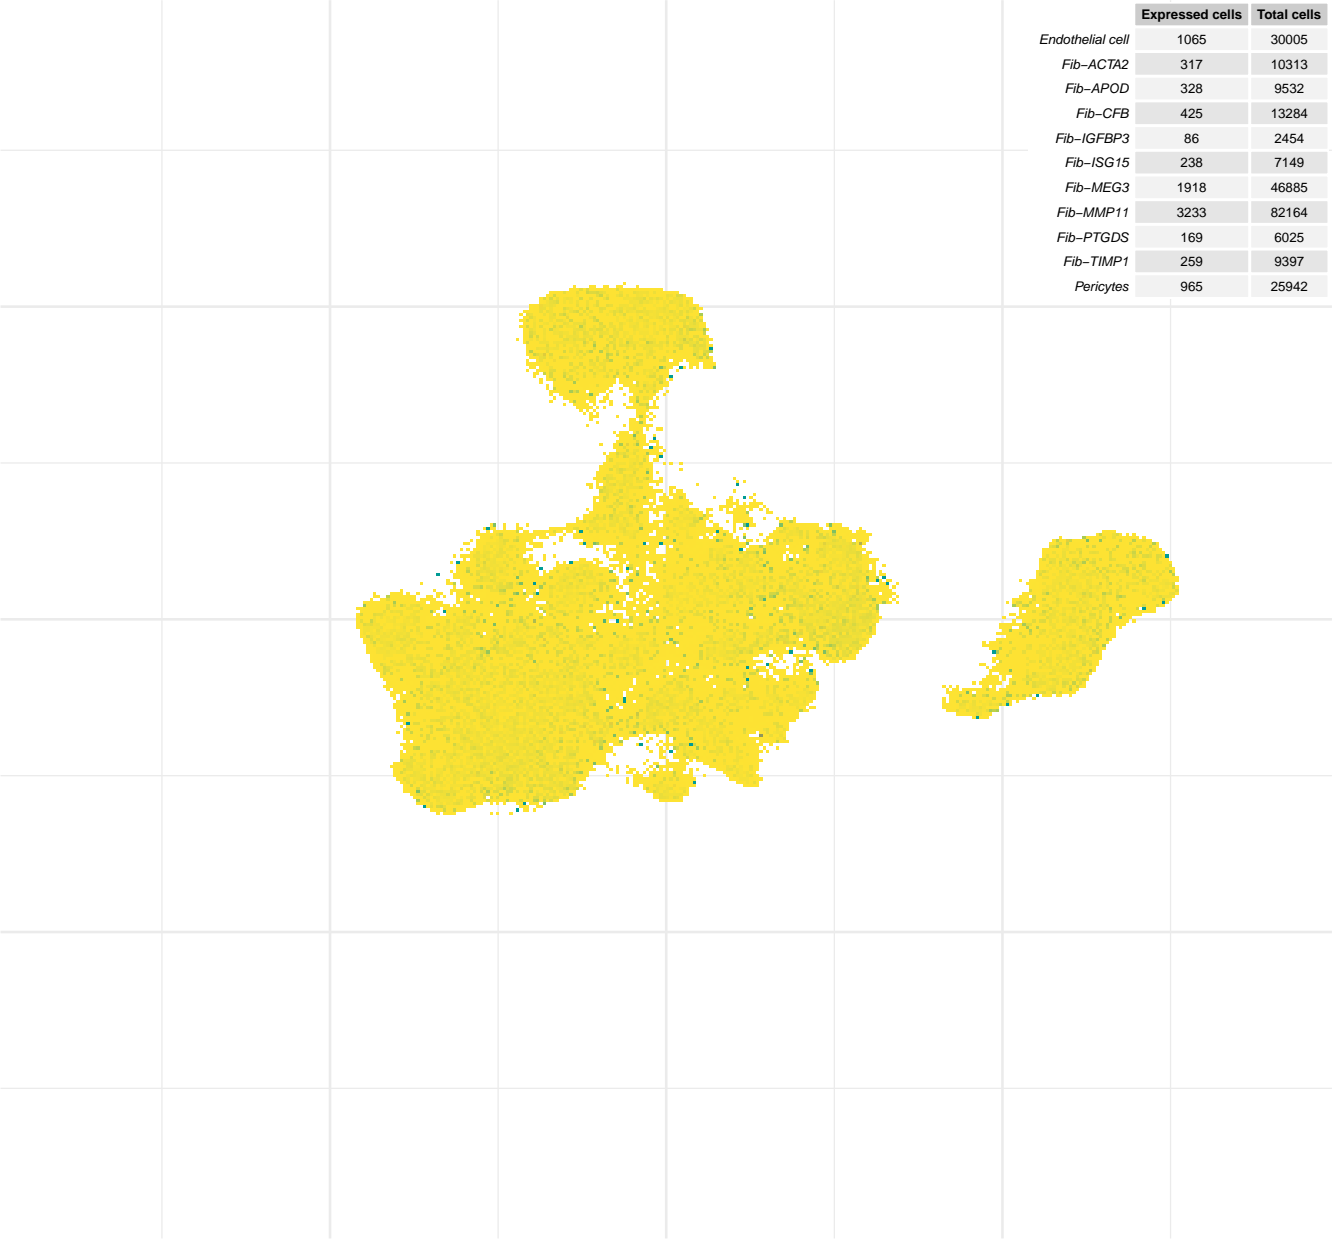 Expressed cells Total cells
Endothelial cell 1065 30005
Fib−ACTA2 317 10313
Fib−APOD 328 9532
Fib−CFB 425 13284
Fib−IGFBP3 86 2454
Fib−ISG15 238 7149
Fib−MEG3 1918 46885
Fib−MMP11 3233 82164
Fib−PTGDS 169 6025
Fib−TIMP1 259 9397
Pericytes 965 25942